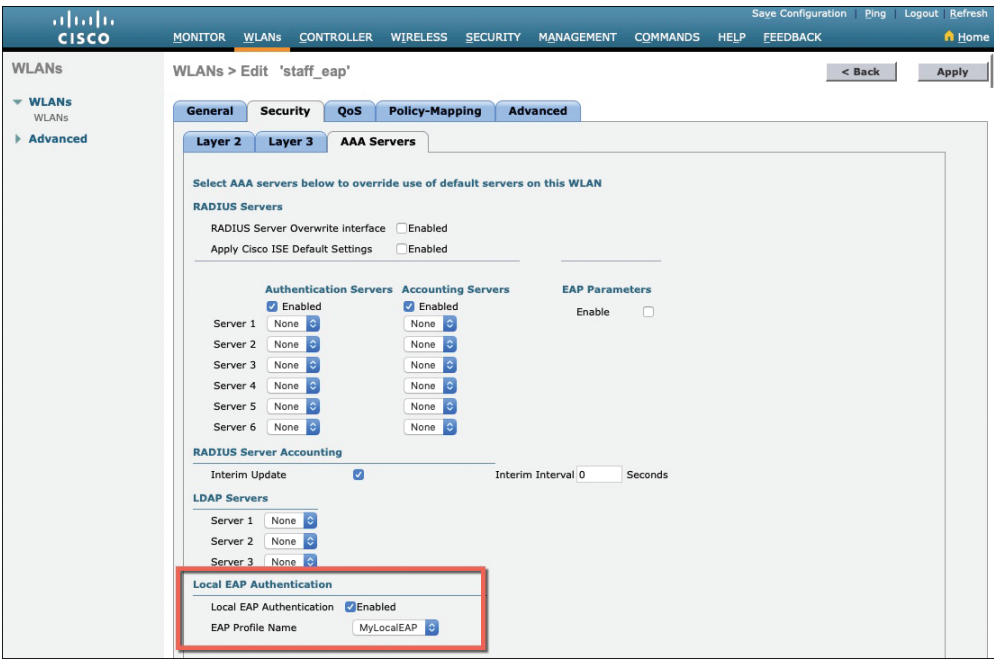 Save Configuration | Ping | Logout | Refresh
CISCO
MONITOR WLANs CONTROLLER WIRELESS SECURITY MANAGEMENT COMMANDS HELP FEEDBACK Home
WLANs
WLANs > Edit 'staff_eap'
< Back
Apply
WLANs
WLANs
Advanced
General Security QoS Policy-Mapping Advanced
Layer 2 Layer 3 AAA Servers
Select AAA servers below to override use of default servers on this WLAN
RADIUS Servers
RADIUS Server Overwrite interface Enabled
Apply Cisco ISE Default Settings Enabled
Authentication Servers Accounting Servers EAP Parameters
Enabled Enabled
Enable
Server 1 None None
Server 2 None None
Server 3 None None
Server 4 None None
Server 5 None None
Server 6 None None
RADIUS Server Accounting
Interim Update Interim Interval 0 Seconds
LDAP Servers
Server 1 None
Server 2 None
Server 3 None
Local EAP Authentication
Local EAP Authentication Enabled
EAP Profile Name MyLocalEAP